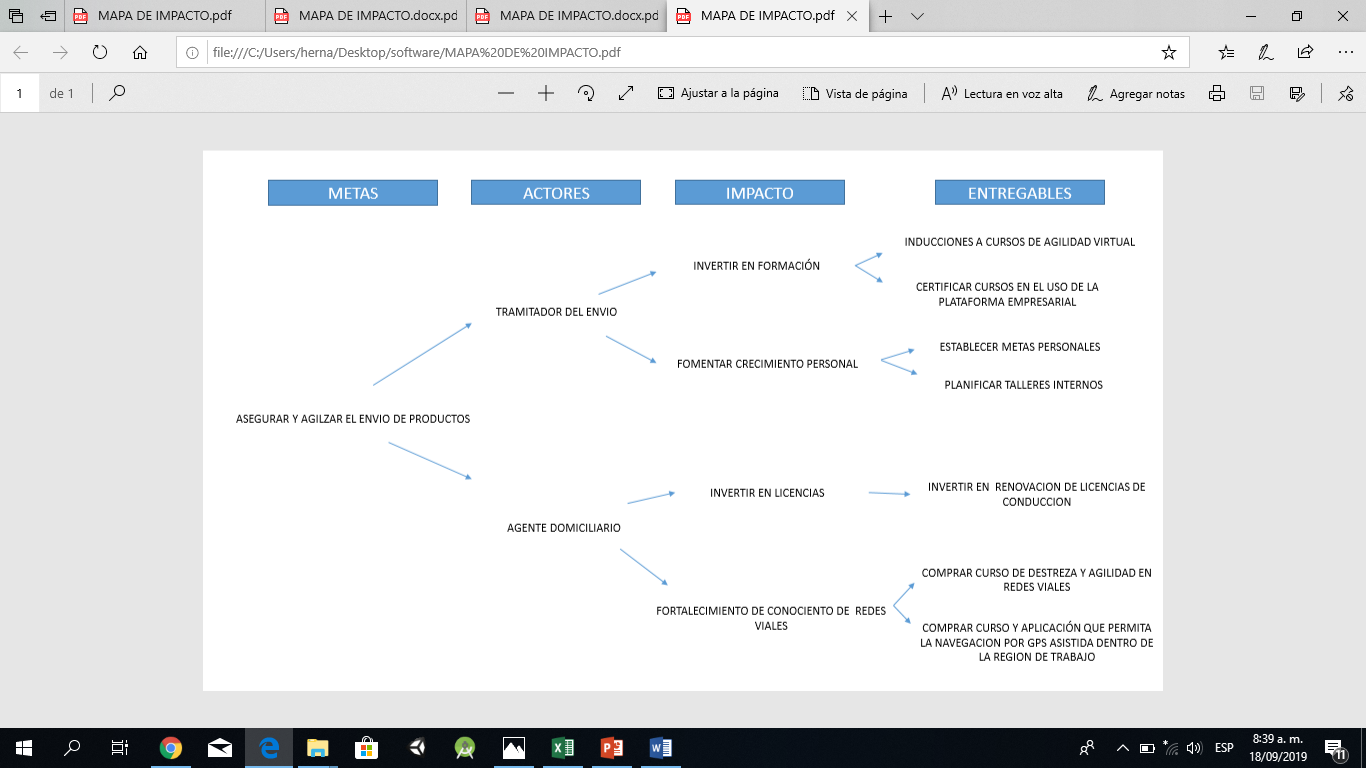 MAPA DE IMPACTO.pdf
MAPA DE IMPACTO.docx.pd
MAPA DE IMPACTO.docx.pd
MAPA DE IMPACTO.pdf
file:///C:/Users/herna/Desktop/software/MAPA%20DE%20IMPACTO.pdf
1 de 1
Ajustar a la página
Vista de página
Lectura en voz alta
Agregar notas
METAS
ACTORES
IMPACTO
ENTREGABLES
INDUCCIONES A CURSOS DE AGILIDAD VIRTUAL
INVERTIR EN FORMACIÓN
CERTIFICAR CURSOS EN EL USO DE LA
PLATAFORMA EMPRESARIAL
TRAMITADOR DEL ENVIO
ESTABLECER METAS PERSONALES
FOMENTAR CRECIMIENTO PERSONAL
PLANIFICAR TALLERES INTERNOS
ASEGURAR Y AGILZAR EL ENVIO DE PRODUCTOS
INVERTIR EN LICENCIAS
INVERTIR EN  RENOVACION DE LICENCIAS DE
CONDUCCION
AGENTE DOMICILIARIO
COMPRAR CURSO DE DESTREZA Y AGILIDAD EN
REDES VIALES
FORTALECIMIENTO DE CONOCIENTO DE  REDES
VIALES
COMPRAR CURSO Y APLICACIÓN QUE PERMITA
LA NAVEGACION POR GPS ASISTIDA DENTRO DE
LA REGION DE TRABAJO
ESP
8:39 a. m.
18/09/2019
11